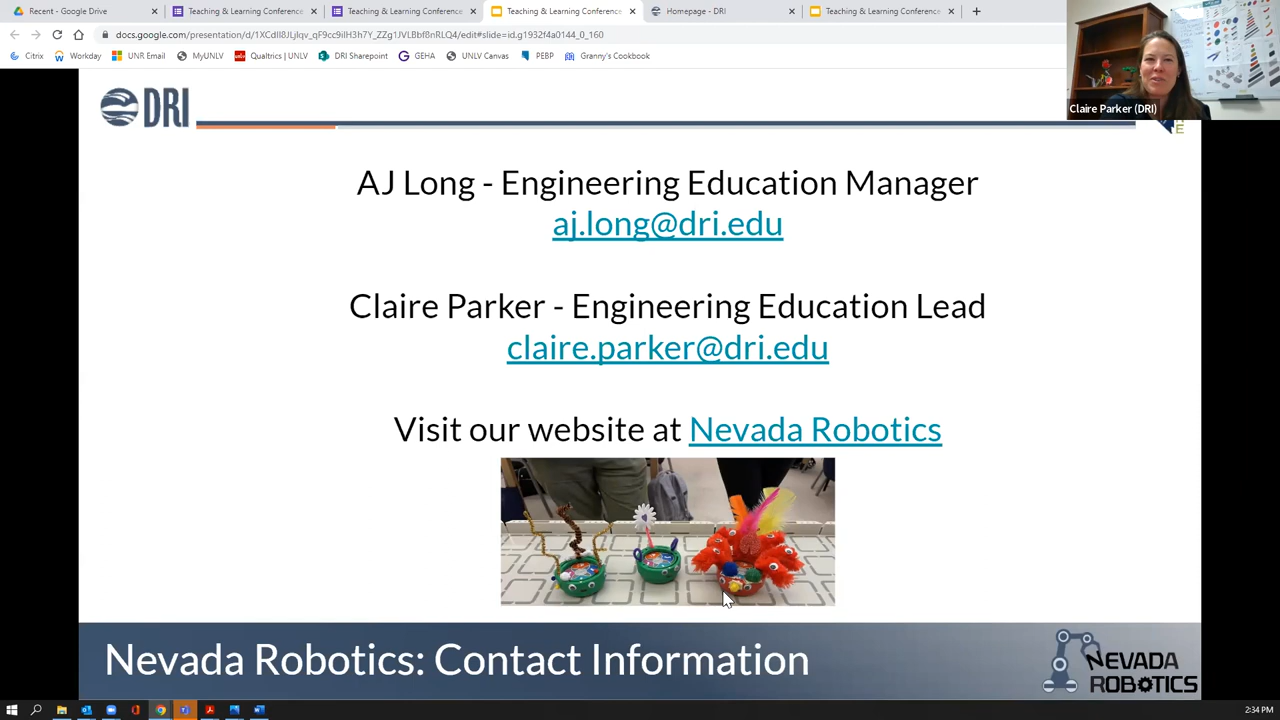 Recent - Google Drive
Teaching & Learning Conference
Teaching & Learning Conference
Teaching & Learning Conference
Homepage - DRI
Teaching & Learning Conference
Citrix
Workday
UNR Email
MyUNLV
Qualtrics | UNLV
DRI Sharepoint
GEHA
UNLV Canvas
PEBP
Granny's Cookbook
Claire Parker (DRI)
DRI
AJ Long - Engineering Education Manager
aj.long@dri.edu
Claire Parker - Engineering Education Lead
claire.parker@dri.edu
Visit our website at Nevada Robotics
Nevada Robotics: Contact Information
NEVADA
ROBOTICS
2:34 PM